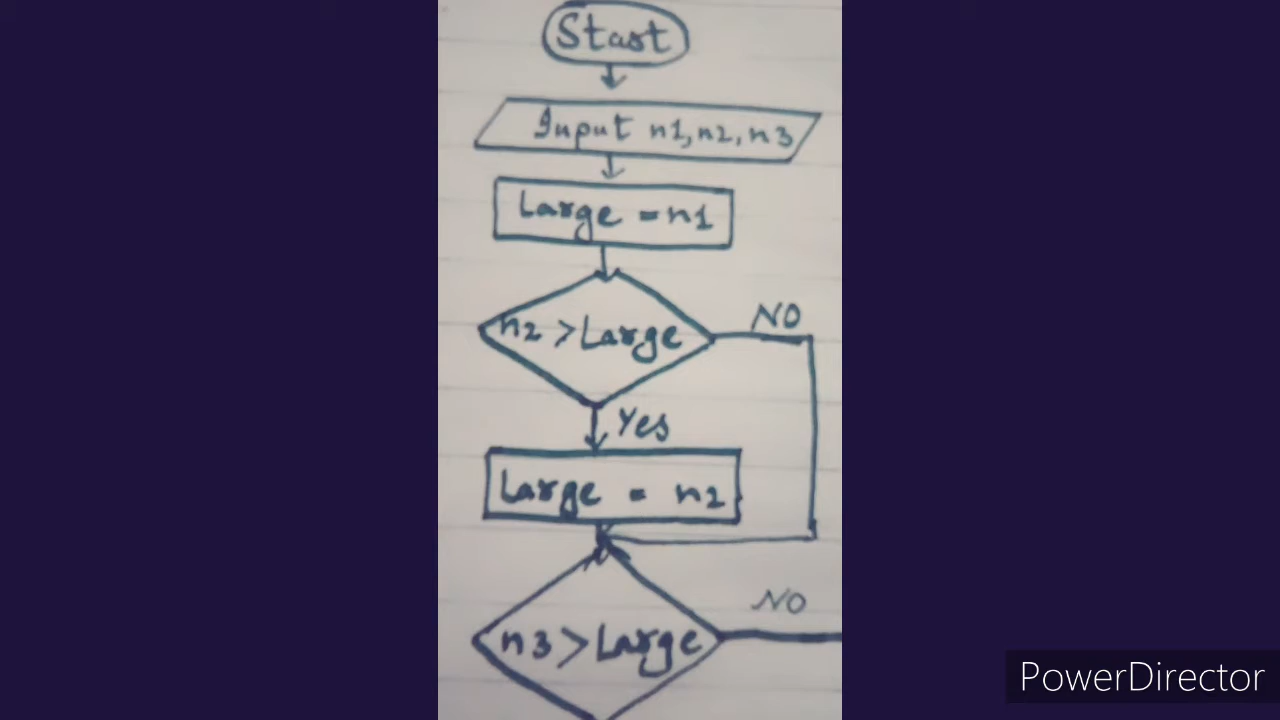 Start
Input n1, n2, n3
Large = n1
n2 > Large
NO
Yes
Large = n2
NO
n3 > Large
PowerDirector